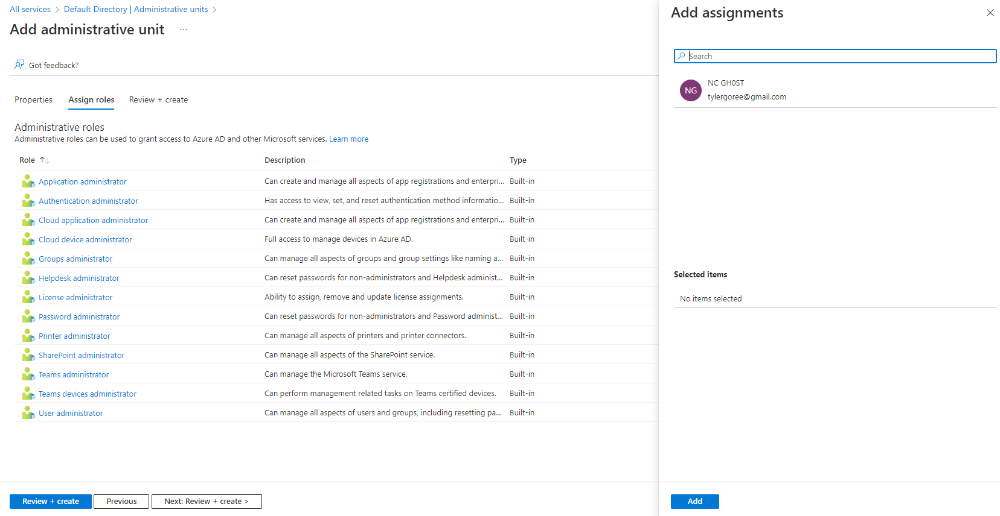 All services > Default Directory | Administrative units >
Add administrative unit ...
Got feedback?
Properties Assign roles Review + create
Administrative roles
Administrative roles can be used to grant access to Azure AD and other Microsoft services. Learn more
Role ↑↓ Description Type
Application administrator Can create and manage all aspects of app registrations and enterpri... Built-in
Authentication administrator Has access to view, set, and reset authentication method informatio... Built-in
Cloud application administrator Can create and manage all aspects of app registrations and enterpri... Built-in
Cloud device administrator Full access to manage devices in Azure AD. Built-in
Groups administrator Can manage all aspects of groups and group settings like naming a... Built-in
Helpdesk administrator Can reset passwords for non-administrators and Helpdesk administ... Built-in
License administrator Ability to assign, remove and update license assignments. Built-in
Password administrator Can reset passwords for non-administrators and Password administ... Built-in
Printer administrator Can manage all aspects of printers and printer connectors. Built-in
SharePoint administrator Can manage all aspects of the SharePoint service. Built-in
Teams administrator Can manage the Microsoft Teams service. Built-in
Teams devices administrator Can perform management related tasks on Teams certified devices. Built-in
User administrator Can manage all aspects of users and groups, including resetting pa... Built-in
Review + create Previous Next: Review + create >
Add assignments
Search
NG
NC GH0ST
tylergoree@gmail.com
Selected items
No items selected
Add